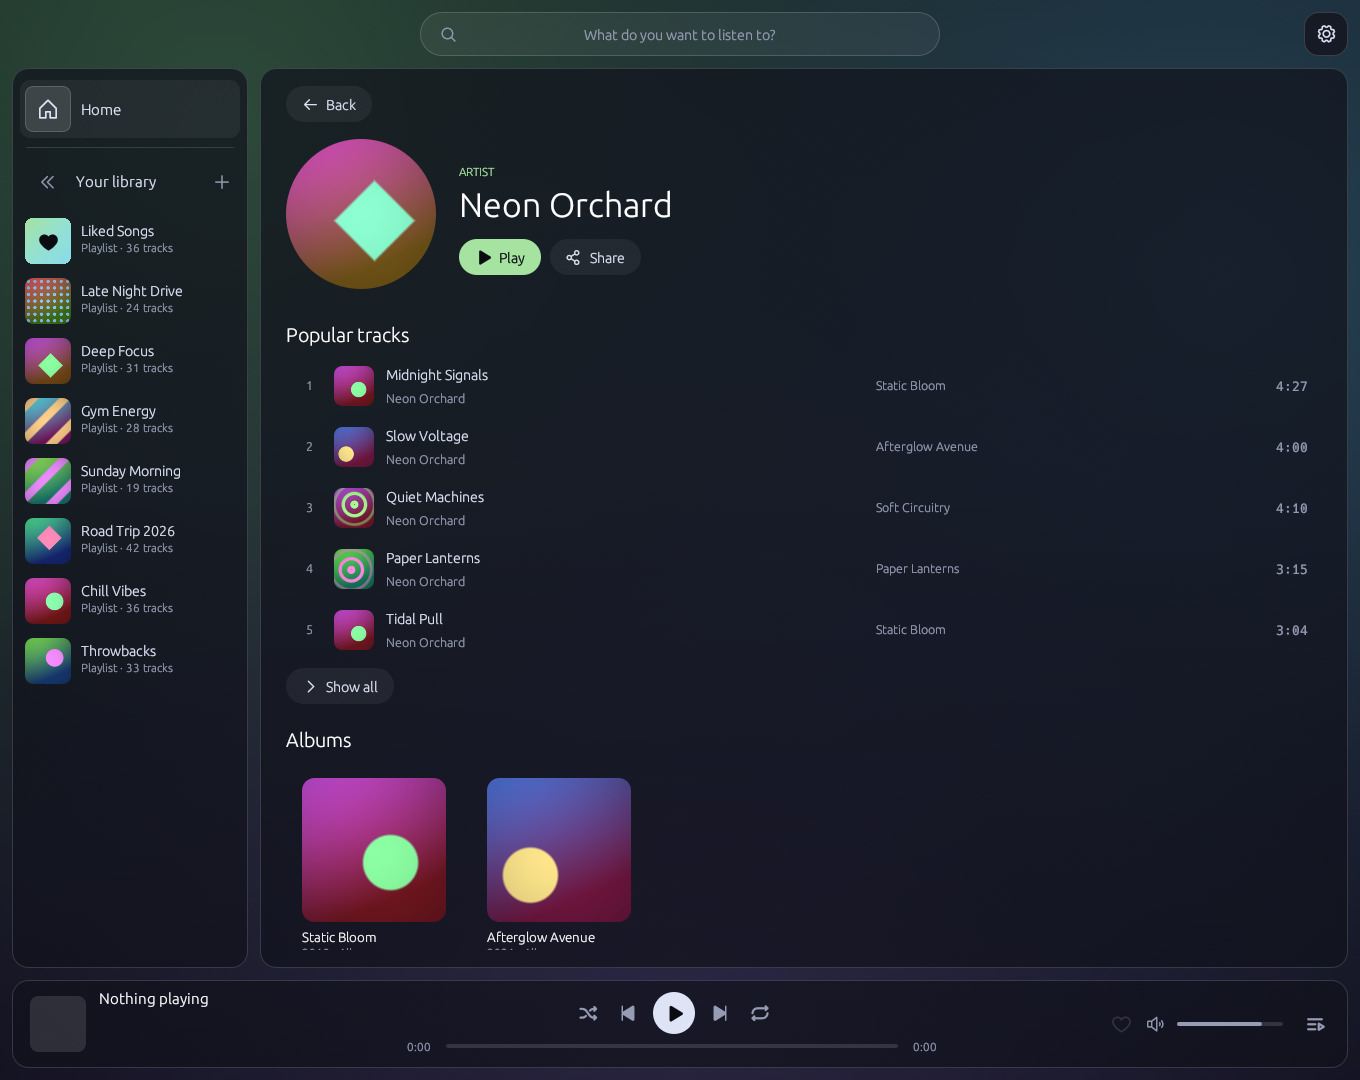 What do you want to listen to?
Home
Your library
Liked Songs
Playlist · 36 tracks
Late Night Drive
Playlist · 24 tracks
Deep Focus
Playlist · 31 tracks
Gym Energy
Playlist · 28 tracks
Sunday Morning
Playlist · 19 tracks
Road Trip 2026
Playlist · 42 tracks
Chill Vibes
Playlist · 36 tracks
Throwbacks
Playlist · 33 tracks
Back
ARTIST
Neon Orchard
Play
Share
Popular tracks
1
Midnight Signals
Neon Orchard
Static Bloom
4:27
2
Slow Voltage
Neon Orchard
Afterglow Avenue
4:00
3
Quiet Machines
Neon Orchard
Soft Circuitry
4:10
4
Paper Lanterns
Neon Orchard
Paper Lanterns
3:15
5
Tidal Pull
Neon Orchard
Static Bloom
3:04
Show all
Albums
Static Bloom
Afterglow Avenue
Nothing playing
0:00
0:00